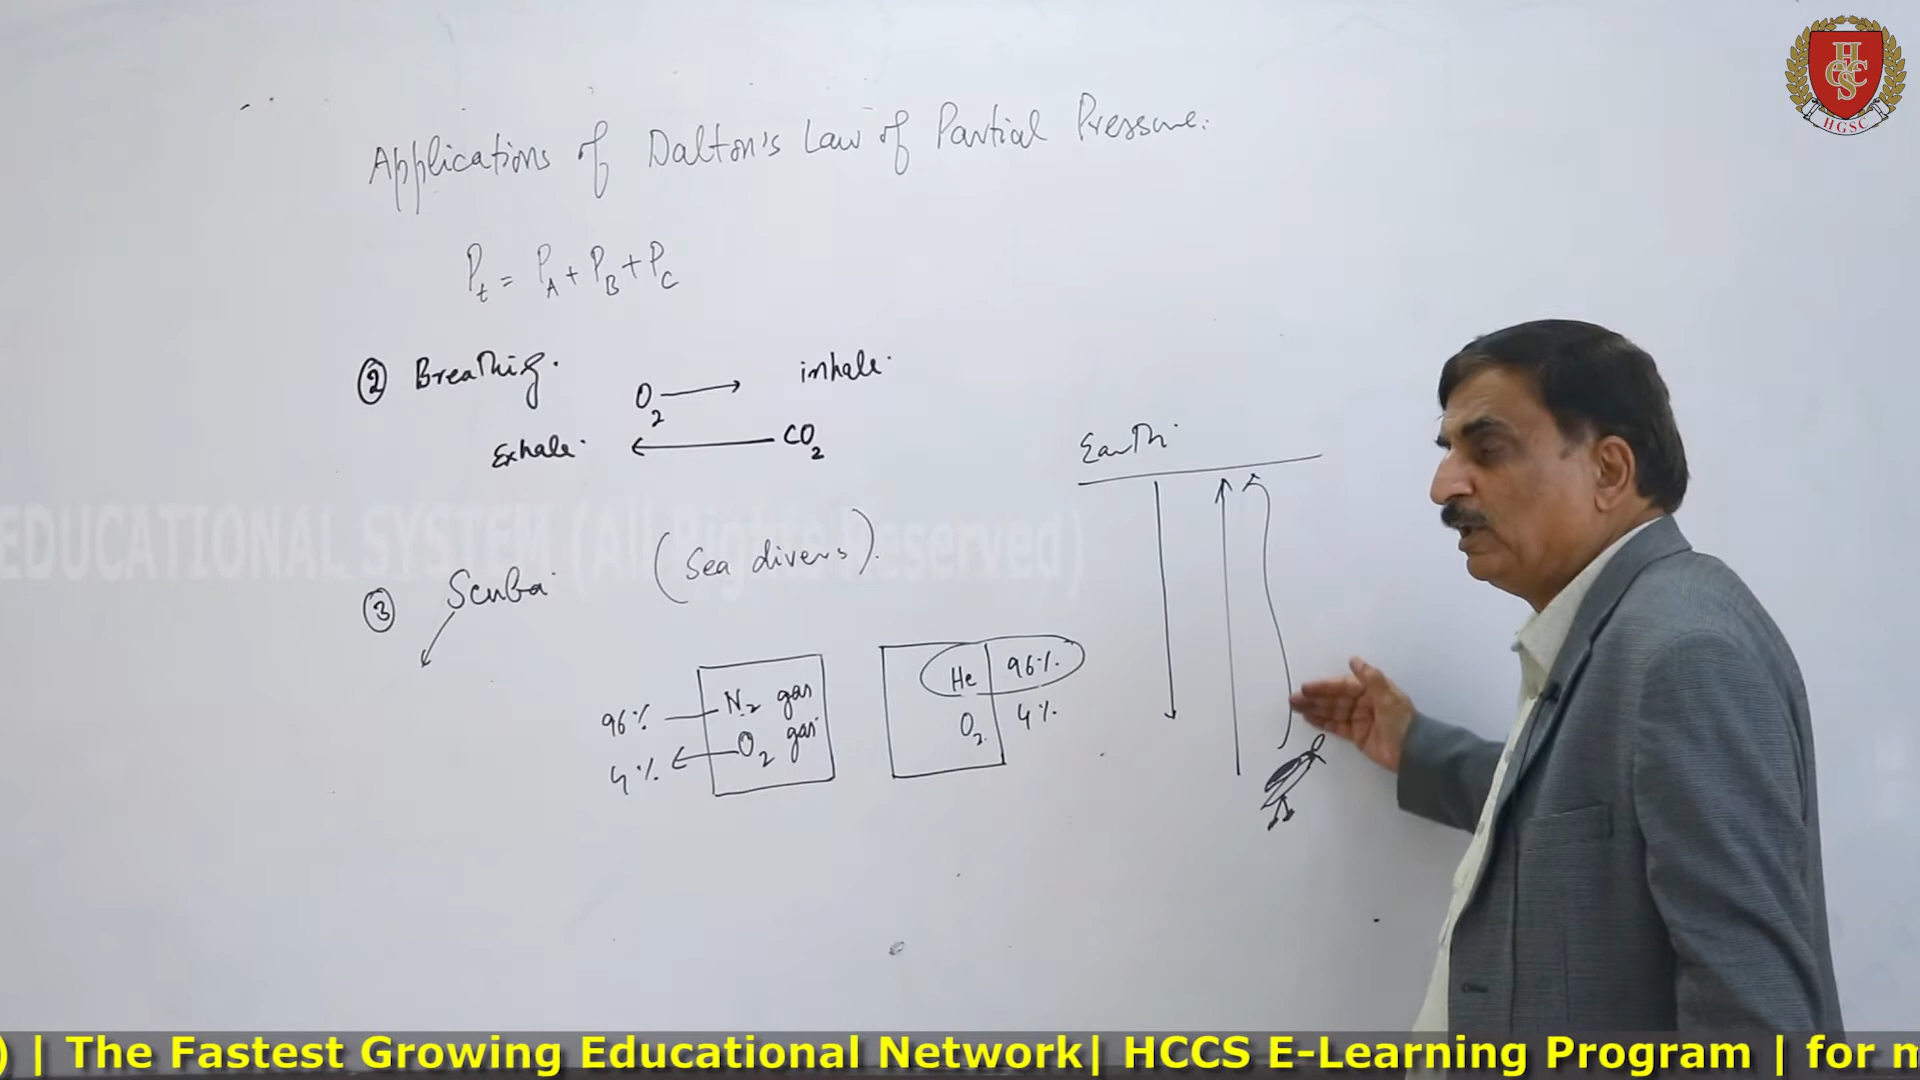 Applications of Dalton's Law of Partial Pressure.
Pt = PA + PB + PC
② Breathing.
O2 → inhale.
Exhale. ← CO2
Earth
EDUCATIONAL SYSTEM (All Rights Reserved)
③ Scuba (Sea divers).
96% N2 gas
4% ← O2 gas
He 96%
O2 4%
HCCS
HGSC
) | The Fastest Growing Educational Network| HCCS E-Learning Program | for m